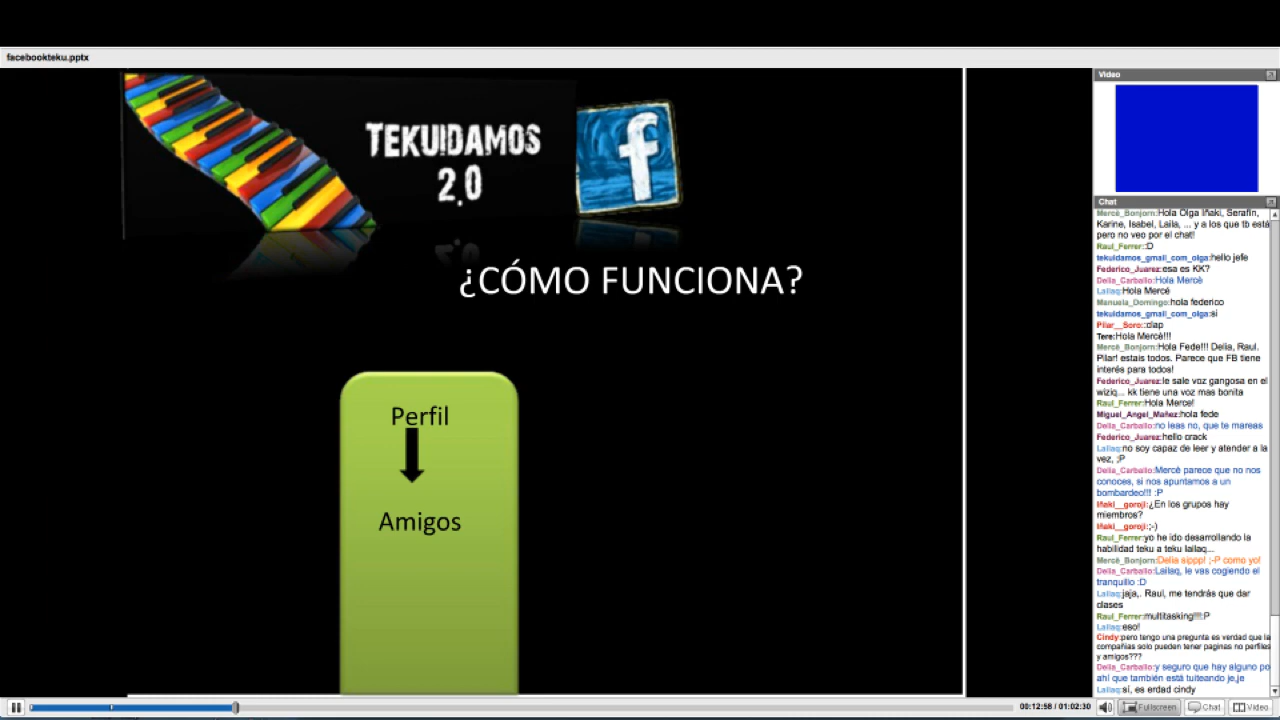 facebookteku.pptx
TEKUIDAMOS
2.0
f
¿CÓMO FUNCIONA?
Perfil
Amigos
Video
Chat
Mercè_Bonjorn:Hola Olga Iñaki, Serafín,
Karine, Isabel, Laila, ... y a los que tb está
pero no veo por el chat!
Raul_Ferrer::D
tekuidamos_gmail_com_olga:hello jefe
Federico_Juarez:esa es KK?
Delia_Carballo:Hola Mercè
Lailaq:Hola Mercé
Manuela_Domingo:hola federico
tekuidamos_gmail_com_olga:si
Pilar__Soro::clap
Tere:Hola Mercè!!!
Mercè_Bonjorn:Hola Fede!!! Delia, Raul.
Pilar! estais todos. Parece que FB tiene
interés para todos!
Federico_Juarez:le sale voz gangosa en el
wiziq... kk tiene una voz mas bonita
Raul_Ferrer:Hola Merce!
Miguel_Angel_Mañez:hola fede
Delia_Carballo:no leas no, que te mareas
Federico_Juarez:hello crack
Lailaq:no soy capaz de leer y atender a la
vez, ;P
Delia_Carballo:Mercè parece que no nos
conoces, si nos apuntamos a un
bombardeo!!! :P
Iñaki__goroji:¿En los grupos hay
miembros?
Iñaki__goroji:;-)
Raul_Ferrer:yo he ido desarrollando la
habilidad teku a teku lailaq...
Mercè_Bonjorn:Delia sippp! ;-P como yo!
Delia_Carballo:Lailaq, le vas cogiendo el
tranquillo :D
Lailaq:jaja,. Raul, me tendrás que dar
clases
Raul_Ferrer:multitasking!!!!:P
Lailaq:eso!
Cindy:pero tengo una pregunta es verdad que la
compañias solo pueden tener paginas no perfiles
y amigos???
Delia_Carballo:y seguro que hay alguno po
ahí que también está tuiteando je,je
Lailaq:sí, es erdad cindy
00:12:58 / 01:02:30
Fullscreen
Chat
Video